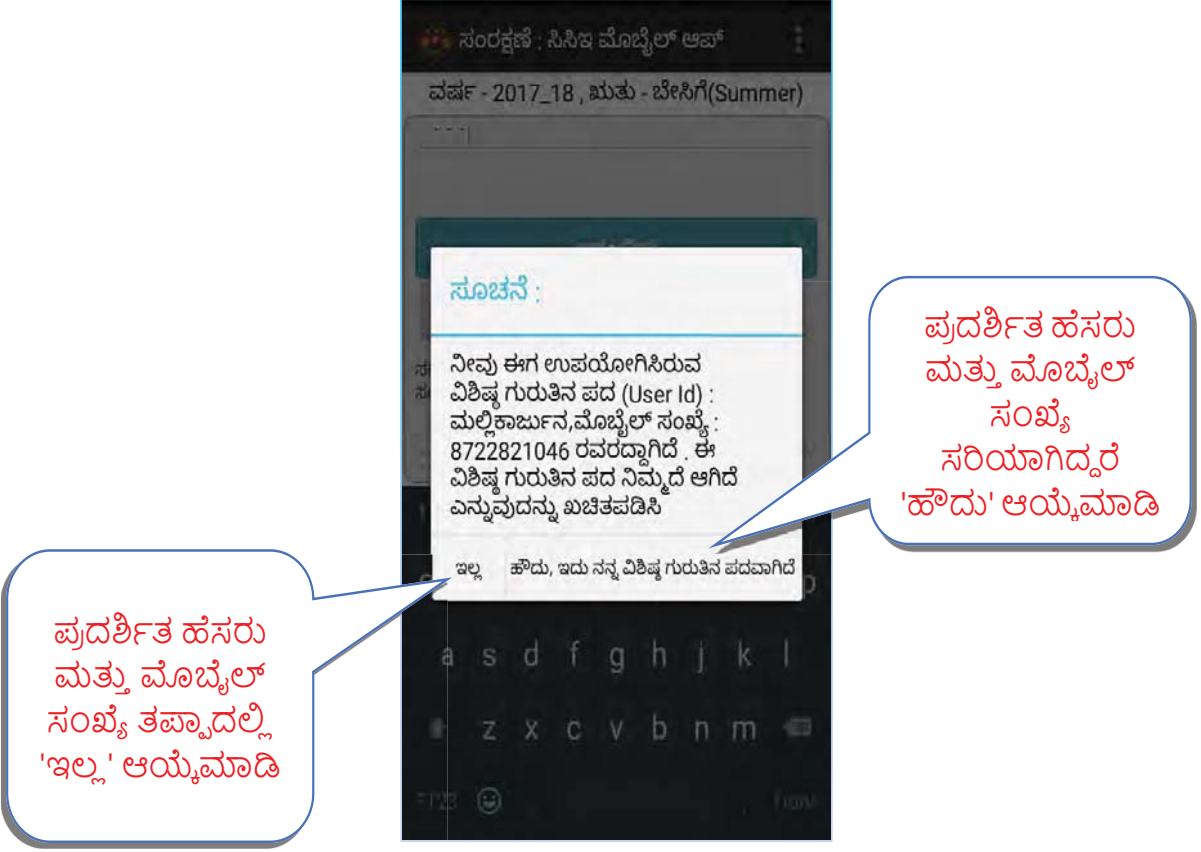 ಸಂರಕ್ಷಣೆ : ಸಿಸಿಇ ಮೊಬೈಲ್ ಆಪ್
ವರ್ಷ - 2017_18 , ಋತು - ಬೇಸಿಗೆ(Summer)
ಸೂಚನೆ :
ನೀವು ಈಗ ಉಪಯೋಗಿಸಿರುವ
ವಿಶಿಷ್ಠ ಗುರುತಿನ ಪದ (User Id) :
ಮಲ್ಲಿಕಾರ್ಜುನ,ಮೊಬೈಲ್ ಸಂಖ್ಯೆ :
8722821046 ರವರದ್ದಾಗಿದೆ . ಈ
ವಿಶಿಷ್ಠ ಗುರುತಿನ ಪದ ನಿಮ್ಮದೆ ಆಗಿದೆ
ಎನ್ನುವುದನ್ನು ಖಚಿತಪಡಿಸಿ
ಇಲ್ಲ ಹೌದು, ಇದು ನನ್ನ ವಿಶಿಷ್ಠ ಗುರುತಿನ ಪದವಾಗಿದೆ
ಪ್ರದರ್ಶಿತ ಹೆಸರು
ಮತ್ತು ಮೊಬೈಲ್
ಸಂಖ್ಯೆ
ಸರಿಯಾಗಿದ್ದರೆ
'ಹೌದು' ಆಯ್ಕೆಮಾಡಿ
ಪ್ರದರ್ಶಿತ ಹೆಸರು
ಮತ್ತು ಮೊಬೈಲ್
ಸಂಖ್ಯೆ ತಪ್ಪಾದಲ್ಲಿ
'ಇಲ್ಲ' ಆಯ್ಕೆಮಾಡಿ
p
a s d f g h j k l
z x c v b n m